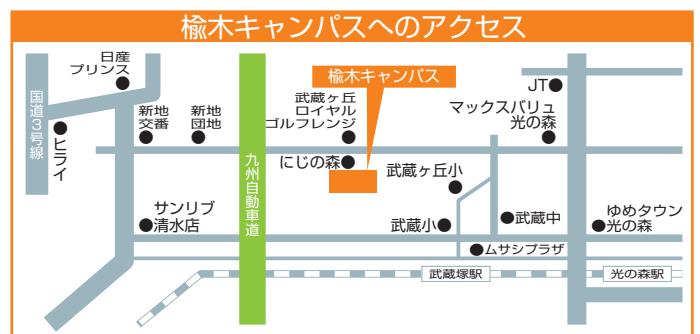 楡木キャンパスへのアクセス
日産
プリンス
国道3号線
ヒライ
新地
交番
新地
団地
九州自動車道
武蔵ヶ丘
ロイヤル
ゴルフレンジ
楡木キャンパス
JT
マックスバリュ
光の森
にじの森
武蔵ヶ丘小
サンリブ
清水店
武蔵小
武蔵中
ゆめタウン
光の森
ムサシプラザ
武蔵塚駅
光の森駅